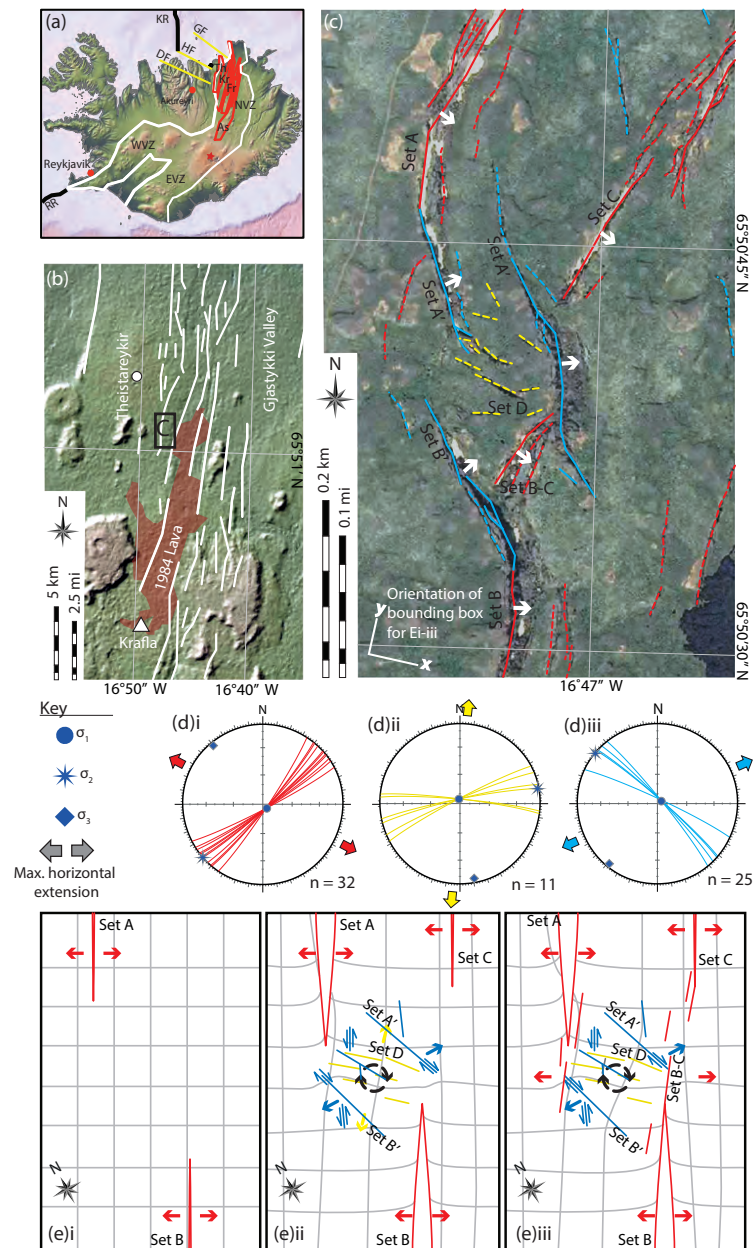 (a)
KR
GF
HF
DF
Th
Kr
Fr
Akureyri
NVZ
As
WVZ
Reykjavik
EVZ
RR
(b)
Theistareykir
Gjastykki Valley
C
65°51' N
N
1984 Lava
5 km
2.5 mi
Krafla
16°50" W
16°40" W
(c)
Set A
Set C
65°50'45" N
Set A'
Set A'
Set D
Set B'
Set B-C
N
0.2 km
0.1 mi
Set B
Orientation of
bounding box
for Ei-iii
y
x
65°50'30" N
16°47" W
Key
σ1
σ2
σ3
Max. horizontal
extension
(d)i
N
n = 32
(d)ii
N
n = 11
(d)iii
N
n = 25
Set A
N
Set B
(e)i
Set A
Set C
Set A'
Set D
Set B'
N
Set B
(e)ii
Set A
Set C
Set A'
Set D
Set B-C
Set B'
N
Set B
(e)iii